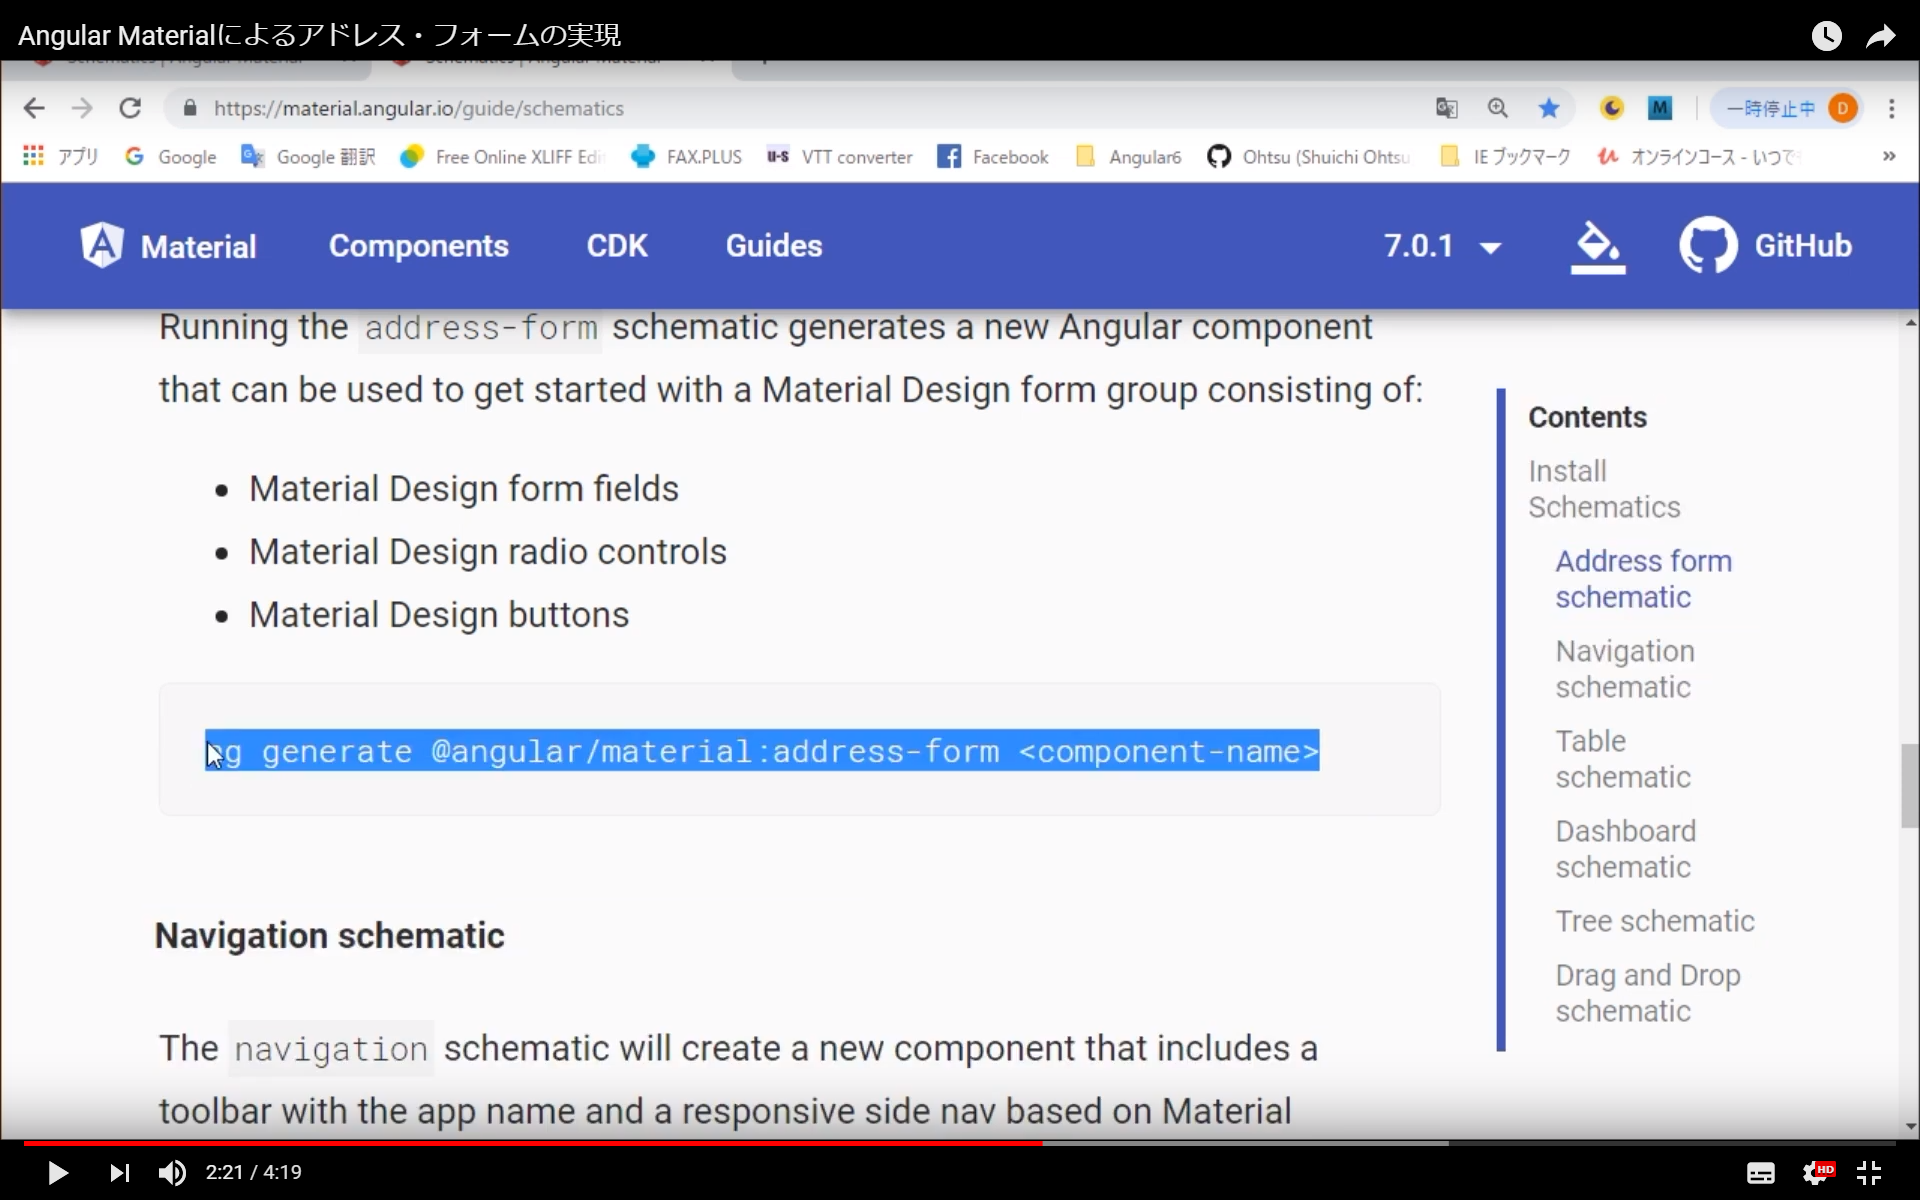 Angular Materialによるアドレス・フォームの実現
Schematics | Angular Material
Schematics | Angular Material
https://material.angular.io/guide/schematics
M
一時停止中 D
アプリ Google Google 翻訳 Free Online XLIFF Edi FAX.PLUS U-S VTT converter Facebook Angular6 Ohtsu (Shuichi Ohtsu IE ブックマーク オンラインコース - いつで »
Material Components CDK Guides 7.0.1 GitHub
Running the address-form schematic generates a new Angular component
that can be used to get started with a Material Design form group consisting of:
• Material Design form fields
• Material Design radio controls
• Material Design buttons
ng generate @angular/material:address-form <component-name>
Navigation schematic
The navigation schematic will create a new component that includes a
toolbar with the app name and a responsive side nav based on Material
Contents
Install
Schematics
Address form
schematic
Navigation
schematic
Table
schematic
Dashboard
schematic
Tree schematic
Drag and Drop
schematic
2:21 / 4:19
HD